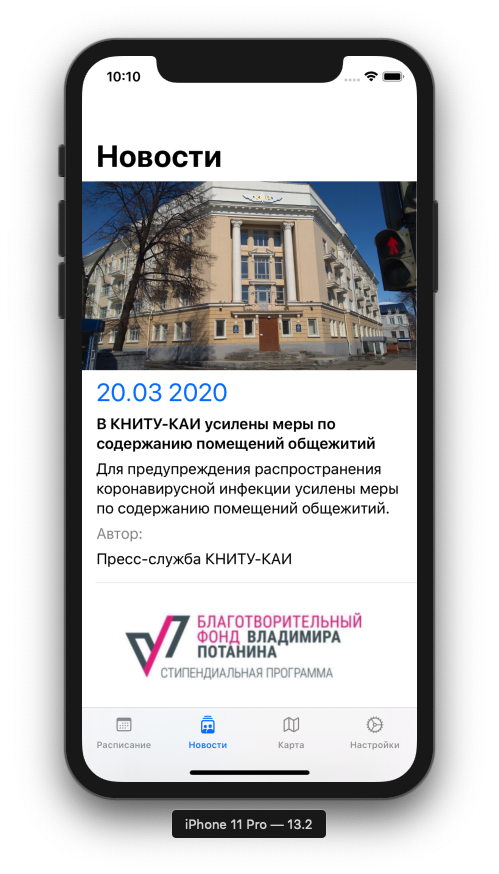 10:10
Новости
20.03 2020
В КНИТУ-КАИ усилены меры по
содержанию помещений общежитий
Для предупреждения распространения
коронавирусной инфекции усилены меры
по содержанию помещений общежитий.
Автор:
Пресс-служба КНИТУ-КАИ
БЛАГОТВОРИТЕЛЬНЫЙ
ФОНД ВЛАДИМИРА
ПОТАНИНА
СТИПЕНДИАЛЬНАЯ ПРОГРАММА
Расписание
Новости
Карта
Настройки
iPhone 11 Pro — 13.2